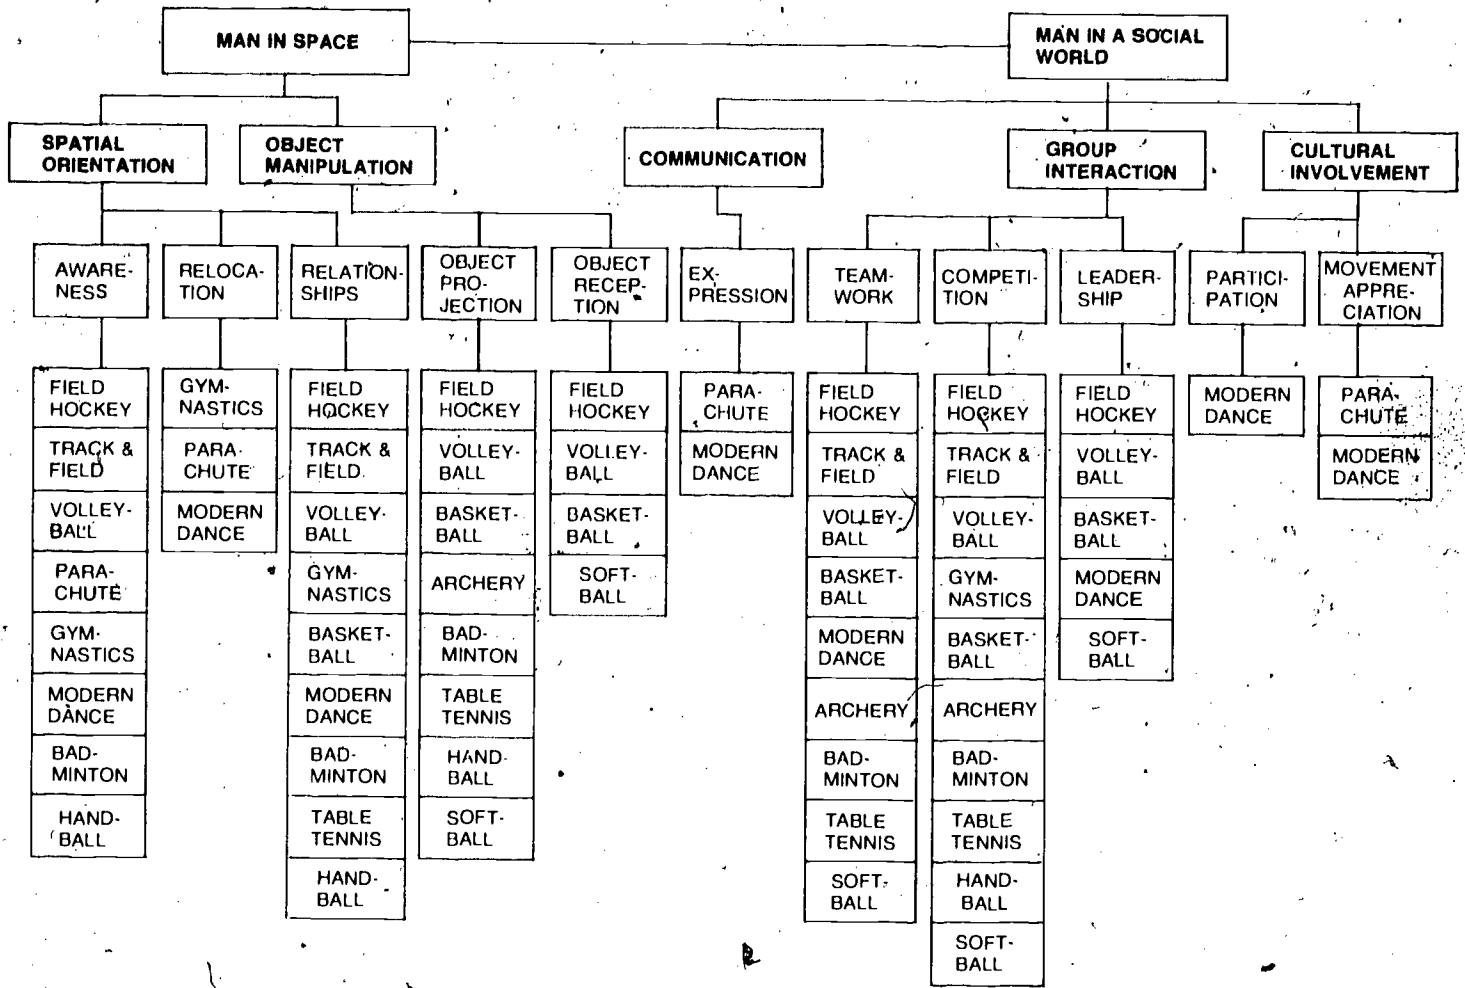 MAN IN SPACE
MAN IN A SOCIAL
WORLD
SPATIAL
ORIENTATION
OBJECT
MANIPULATION
COMMUNICATION
GROUP
INTERACTION
CULTURAL
INVOLVEMENT
AWARE-
NESS
RELOCA-
TION
RELATION-
SHIPS
OBJECT
PRO-
JECTION
OBJECT
RECEP-
TION
EX-
PRESSION
TEAM-
WORK
COMPETI-
TION
LEADER-
SHIP
PARTICI-
PATION
MOVEMENT
APPRE-
CIATION
FIELD
HOCKEY
TRACK &
FIELD
VOLLEY-
BALL
PARA-
CHUTE
GYM-
NASTICS
MODERN
DANCE
BAD-
MINTON
HAND-
BALL
GYM-
NASTICS
PARA-
CHUTE
MODERN
DANCE
FIELD
HOCKEY
TRACK &
FIELD
VOLLEY-
BALL
GYM-
NASTICS
BASKET-
BALL
MODERN
DANCE
BAD-
MINTON
TABLE
TENNIS
HAND-
BALL
FIELD
HOCKEY
VOLLEY-
BALL
BASKET-
BALL
ARCHERY
BAD-
MINTON
TABLE
TENNIS
HAND-
BALL
SOFT-
BALL
FIELD
HOCKEY
VOLLEY-
BALL
BASKET-
BALL
SOFT-
BALL
PARA-
CHUTE
MODERN
DANCE
FIELD
HOCKEY
TRACK &
FIELD
VOLLEY-
BALL
BASKET-
BALL
MODERN
DANCE
ARCHERY
BAD-
MINTON
TABLE
TENNIS
SOFT-
BALL
FIELD
HOCKEY
TRACK &
FIELD
VOLLEY-
BALL
GYM-
NASTICS
BASKET-
BALL
ARCHERY
BAD-
MINTON
TABLE
TENNIS
HAND-
BALL
SOFT-
BALL
FIELD
HOCKEY
VOLLEY-
BALL
BASKET-
BALL
MODERN
DANCE
SOFT-
BALL
MODERN
DANCE
PARA-
CHUTE
MODERN
DANCE